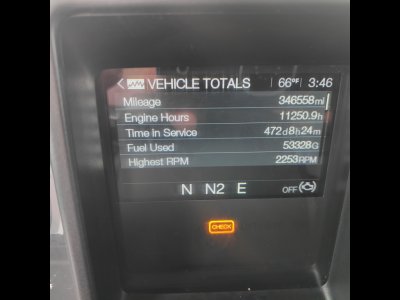 < VEHICLE TOTALS 66°F 3:46
Mileage 346558mi
Engine Hours 11250.9h
Time in Service 472d8h24m
Fuel Used 53328G
Highest RPM 2253RPM
N N2 E OFF
CHECK